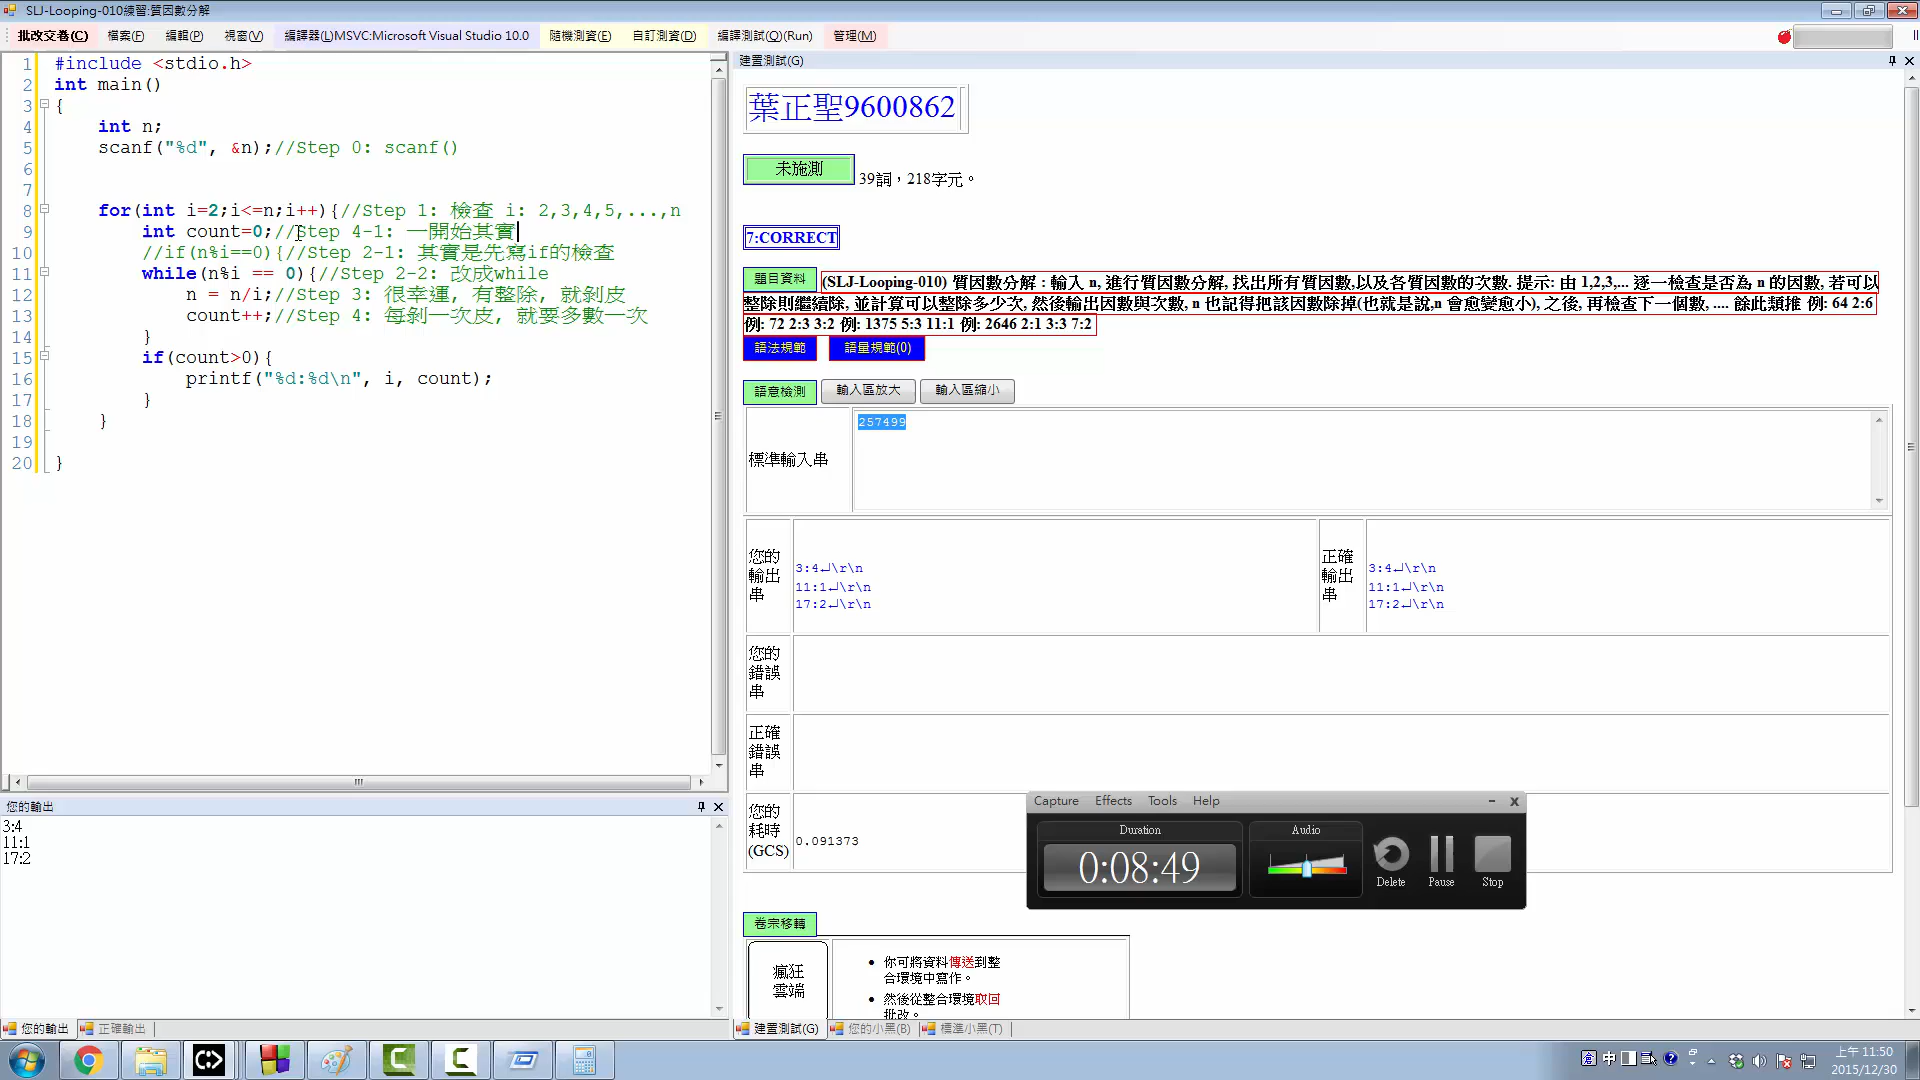 SLJ-Looping-010練習:質因數分解
批改交卷(C) 檔案(F) 編輯(P) 視窗(V) 編譯器(L)MSVC:Microsoft Visual Studio 10.0 隨機測資(E) 自訂測資(D) 編譯測試(Q)(Run) 管理(M)
1 #include <stdio.h>
2 int main()
3 {
4 int n;
5 scanf("%d", &n);//Step 0: scanf()
6
7
8 for(int i=2;i<=n;i++){//Step 1: 檢查 i: 2,3,4,5,...,n
9 int count=0;//Step 4-1: 一開始其實
10 //if(n%i==0){//Step 2-1: 其實是先寫if的檢查
11 while(n%i == 0){//Step 2-2: 改成while
12 n = n/i;//Step 3: 很幸運, 有整除, 就剝皮
13 count++;//Step 4: 每剝一次皮, 就要多數一次
14 }
15 if(count>0){
16 printf("%d:%d\n", i, count);
17 }
18 }
19
20 }
您的輸出
3:4
11:1
17:2
您的輸出 正確輸出
建置測試(G)
葉正聖9600862
未施測 39詞，218字元。
7:CORRECT
題目資料 (SLJ-Looping-010) 質因數分解 : 輸入 n, 進行質因數分解, 找出所有質因數,以及各質因數的次數. 提示: 由 1,2,3,... 逐一檢查是否為 n 的因數, 若可以
整除則繼續除, 並計算可以整除多少次, 然後輸出因數與次數, n 也記得把該因數除掉(也就是說,n 會愈變愈小), 之後, 再檢查下一個數, .... 餘此類推 例: 64 2:6
例: 72 2:3 3:2 例: 1375 5:3 11:1 例: 2646 2:1 3:3 7:2
語法規範 語量規範(0)
語意檢測 輸入區放大 輸入區縮小
標準輸入串 257499
您的
輸出
串
3:4↵\r\n
11:1↵\r\n
17:2↵\r\n
正確
輸出
串
3:4↵\r\n
11:1↵\r\n
17:2↵\r\n
您的
錯誤
串
正確
錯誤
串
您的
耗時
(GCS)
0.091373
Capture Effects Tools Help
Duration
0:08:49
Audio
Delete Pause Stop
卷宗移轉
瘋狂
雲端
你可將資料傳送到整
合環境中寫作。
然後從整合環境取回
批改。
建置測試(G) 您的小黑(B) 標準小黑(T)
中
上午 11:50
2015/12/30